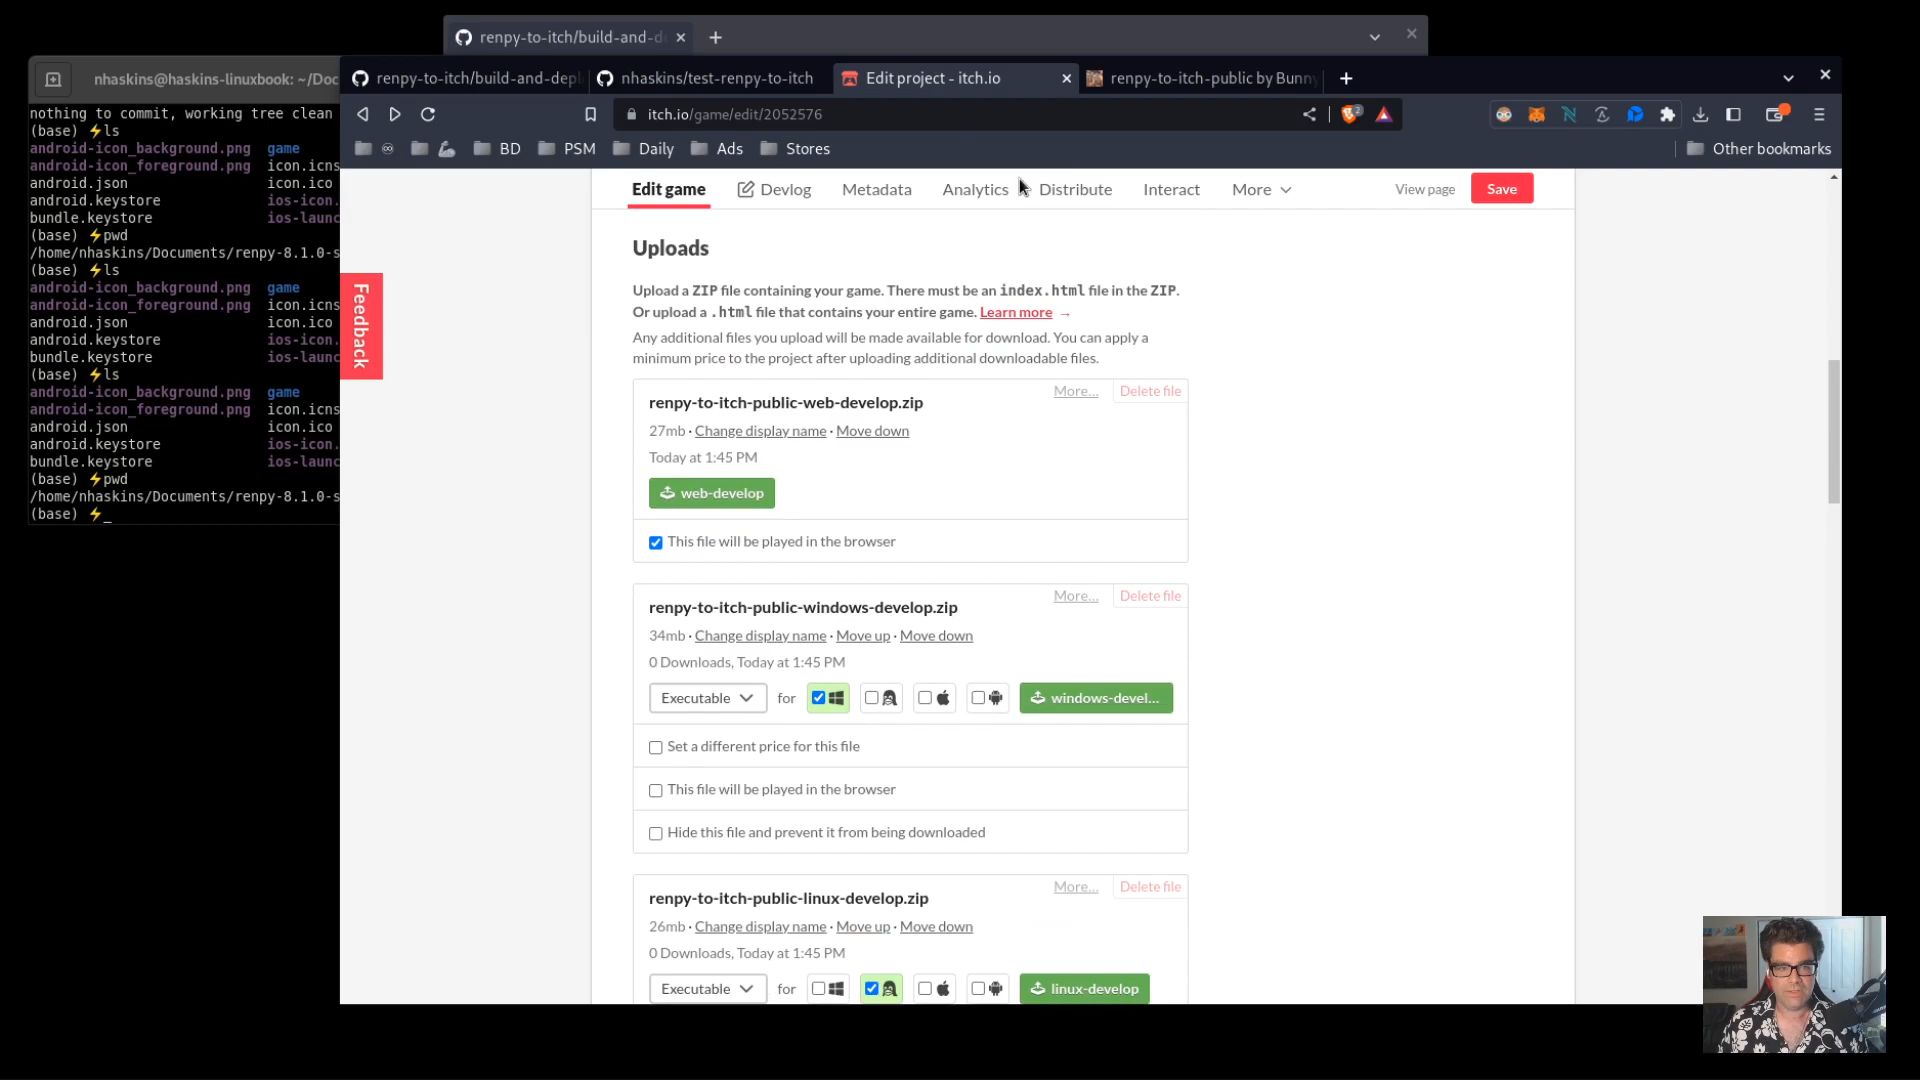 renpy-to-itch/build-and-d
nhaskins@haskins-linuxbook: ~/Doc
nothing to commit, working tree clean
(base) ⚡ls
android-icon_background.png game
android-icon_foreground.png icon.icns
android.json icon.ico
android.keystore ios-icon.
bundle.keystore ios-launc
(base) ⚡pwd
/home/nhaskins/Documents/renpy-8.1.0-s
(base) ⚡ls
android-icon_background.png game
android-icon_foreground.png icon.icns
android.json icon.ico
android.keystore ios-icon.
bundle.keystore ios-launc
(base) ⚡ls
android-icon_background.png game
android-icon_foreground.png icon.icns
android.json icon.ico
android.keystore ios-icon.
bundle.keystore ios-launc
(base) ⚡pwd
/home/nhaskins/Documents/renpy-8.1.0-s
(base) ⚡_
renpy-to-itch/build-and-depl nhaskins/test-renpy-to-itch Edit project - itch.io renpy-to-itch-public by Bunny
itch.io/game/edit/2052576
BD PSM Daily Ads Stores Other bookmarks
Edit game Devlog Metadata Analytics Distribute Interact More View page Save
Feedback
Uploads
Upload a ZIP file containing your game. There must be an index.html file in the ZIP.
Or upload a .html file that contains your entire game. Learn more →
Any additional files you upload will be made available for download. You can apply a
minimum price to the project after uploading additional downloadable files.
More... Delete file
renpy-to-itch-public-web-develop.zip
27mb · Change display name · Move down
Today at 1:45 PM
web-develop
This file will be played in the browser
More... Delete file
renpy-to-itch-public-windows-develop.zip
34mb · Change display name · Move up · Move down
0 Downloads, Today at 1:45 PM
Executable for windows-devel...
Set a different price for this file
This file will be played in the browser
Hide this file and prevent it from being downloaded
More... Delete file
renpy-to-itch-public-linux-develop.zip
26mb · Change display name · Move up · Move down
0 Downloads, Today at 1:45 PM
Executable for linux-develop